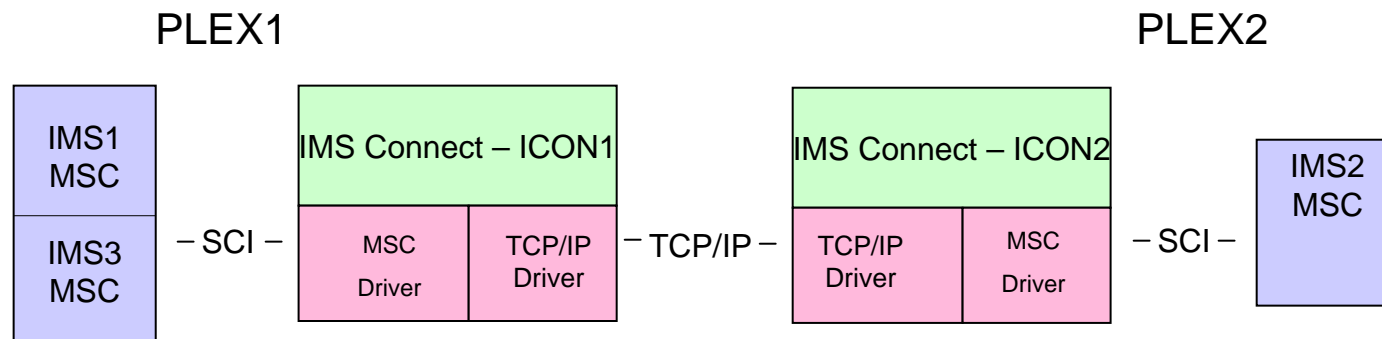 PLEX1
PLEX2
IMS1
MSC
IMS3
MSC
– SCI –
IMS Connect – ICON1
MSC
Driver
TCP/IP
Driver
– TCP/IP –
IMS Connect – ICON2
TCP/IP
Driver
MSC
Driver
– SCI –
IMS2
MSC